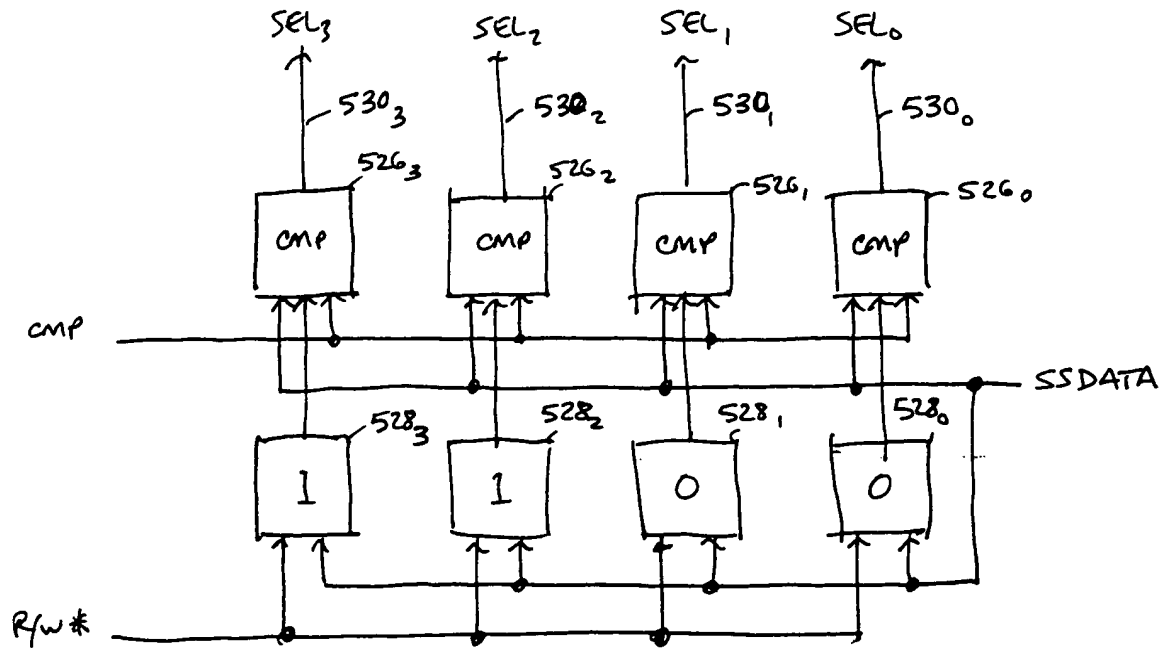 SEL₃ SEL₂ SEL₁ SEL₀
530₃ 530₂ 530₁ 530₀
526₃ 526₂ 526₁ 526₀
CMP CMP CMP CMP
CMP
SSDATA
528₃ 528₂ 528₁ 528₀
1 1 0 0
R/W*